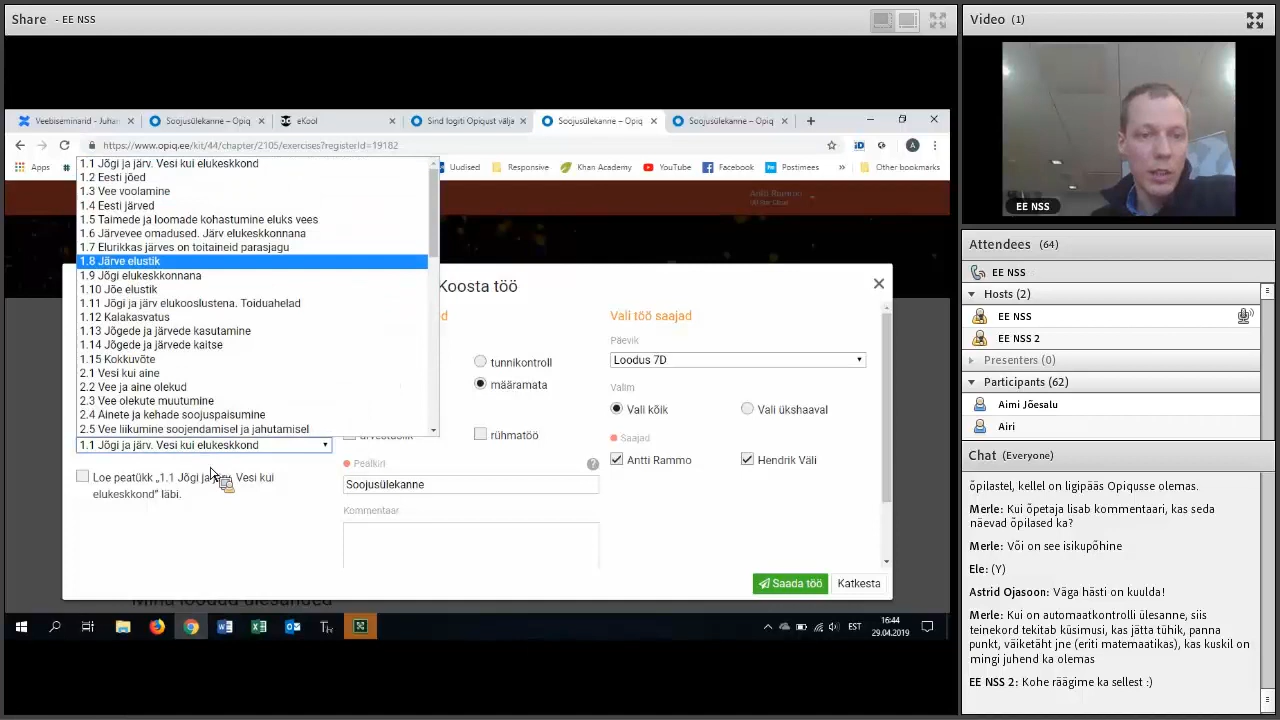 Share - EE NSS
Video (1)
EE NSS
Veebiseminarid - Juhan
Soojusülekanne – Opiq
eKool
Sind logiti Opiqust välja
Soojusülekanne – Opiq
Soojusülekanne – Opiq
https://www.opiq.ee/kit/44/chapter/2105/exercises?registerId=19182
Apps
Uudised
Responsive
Khan Academy
YouTube
Facebook
Postimees
Other bookmarks
1.1 Jõgi ja järv. Vesi kui elukeskkond
1.2 Eesti jõed
1.3 Vee voolamine
1.4 Eesti järved
1.5 Taimede ja loomade kohastumine eluks vees
1.6 Järvevee omadused. Järv elukeskkonnana
1.7 Elurikkas järves on toitaineid parasjagu
1.8 Järve elustik
1.9 Jõgi elukeskkonnana
1.10 Jõe elustik
1.11 Jõgi ja järv elukooslustena. Toiduahelad
1.12 Kalakasvatus
1.13 Jõgede ja järvede kasutamine
1.14 Jõgede ja järvede kaitse
1.15 Kokkuvõte
2.1 Vesi kui aine
2.2 Vee ja aine olekud
2.3 Vee olekute muutumine
2.4 Ainete ja kehade soojuspaisumine
2.5 Vee liikumine soojendamisel ja jahutamisel
1.1 Jõgi ja järv. Vesi kui elukeskkond
Loe peatükk „1.1 Jõgi ja Vesi kui
elukeskkond" läbi.
Antti Rammo
Koosta töö
d
tunnikontroll
määramata
rühmatöö
Pealkiri
Soojusülekanne
Kommentaar
Vali töö saajad
Päevik
Loodus 7D
Valim
Vali kõik
Vali ükshaaval
Saajad
Antti Rammo
Hendrik Väli
Saada töö
Katkesta
EST
16:44
29.04.2019
Attendees (64)
EE NSS
Hosts (2)
EE NSS
EE NSS 2
Presenters (0)
Participants (62)
Aimi Jõesalu
Airi
Chat (Everyone)
õpilastel, kellel on ligipääs Opiqusse olemas.
Merle: Kui õpetaja lisab kommentaari, kas seda
näevad õpilased ka?
Merle: Või on see isikupõhine
Ele: (Y)
Astrid Ojasoon: Väga hästi on kuulda!
Merle: Kui on automaatkontrolli ülesanne, siis
teinekord tekitab küsimusi, kas jätta tühik, panna
punkt, väiketäht jne (eriti matemaatikas), kas kuskil on
mingi juhend ka olemas
EE NSS 2: Kohe räägime ka sellest :)